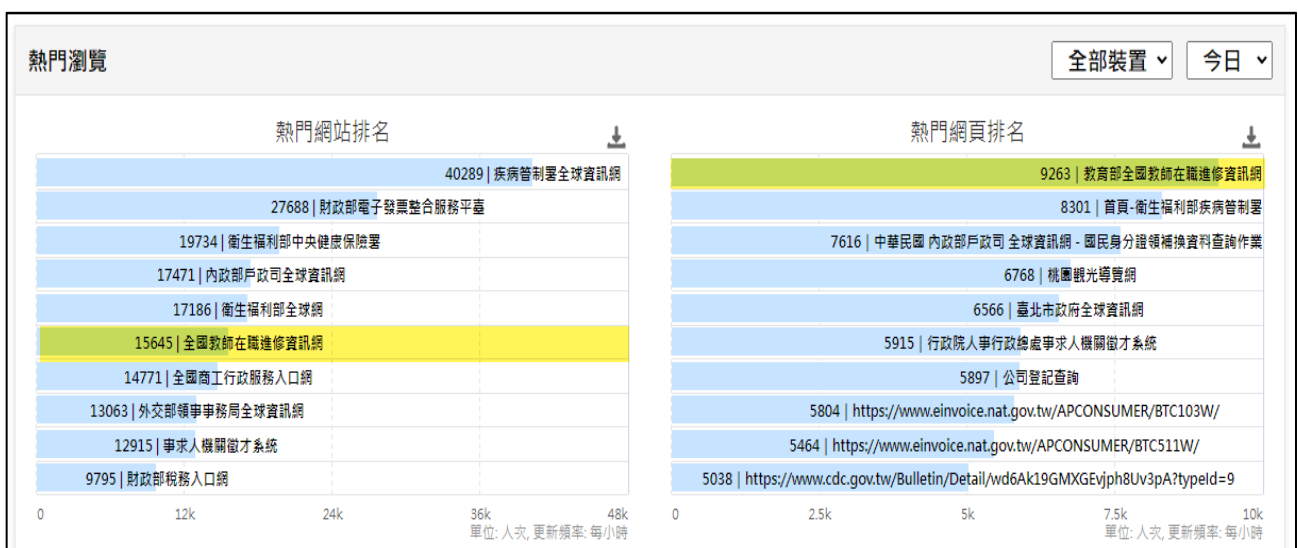 熱門瀏覽
全部裝置
今日
熱門網站排名
40289 | 疾病管制署全球資訊網
27688 | 財政部電子發票整合服務平臺
19734 | 衛生福利部中央健康保險署
17471 | 內政部戶政司全球資訊網
17186 | 衛生福利部全球網
15645 | 全國教師在職進修資訊網
14771 | 全國商工行政服務入口網
13063 | 外交部領事事務局全球資訊網
12915 | 事求人機關徵才系統
9795 | 財政部稅務入口網
0 12k 24k 36k 48k
單位: 人次, 更新頻率: 每小時
熱門網頁排名
9263 | 教育部全國教師在職進修資訊網
8301 | 首頁-衛生福利部疾病管制署
7616 | 中華民國 內政部戶政司 全球資訊網 - 國民身分證領補換資料查詢作業
6768 | 桃園觀光導覽網
6566 | 臺北市政府全球資訊網
5915 | 行政院人事行政總處事求人機關徵才系統
5897 | 公司登記查詢
5804 | https://www.einvoice.nat.gov.tw/APCONSUMER/BTC103W/
5464 | https://www.einvoice.nat.gov.tw/APCONSUMER/BTC511W/
5038 | https://www.cdc.gov.tw/Bulletin/Detail/wd6Ak19GMXGEvjph8Uv3pA?typeId=9
0 2.5k 5k 7.5k 10k
單位: 人次, 更新頻率: 每小時